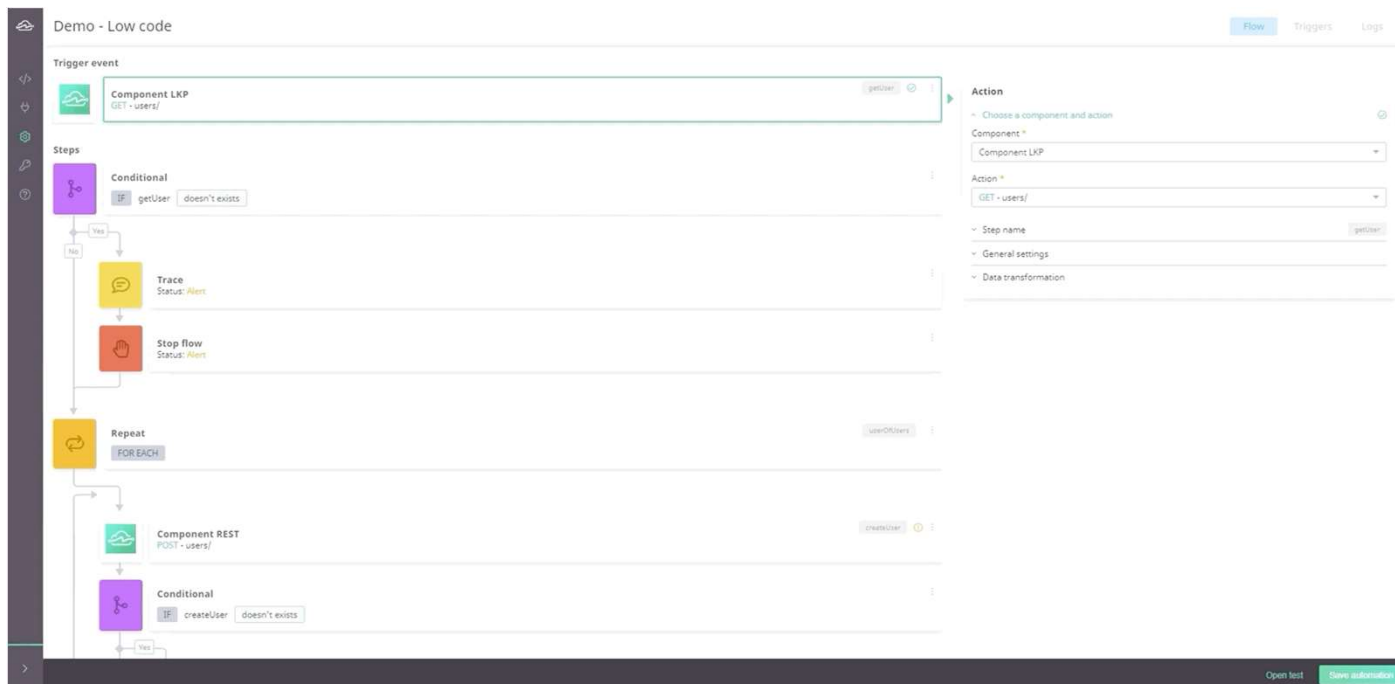 Demo - Low code
Flow
Triggers
Logs
Trigger event
Component LKP
GET - users/
getUser
Steps
Conditional
IF getUser doesn't exists
Yes
No
Trace
Status: Alert
Stop flow
Status: Alert
Repeat
FOR EACH
userOfUsers
Component REST
POST - users/
createUser
Conditional
IF createUser doesn't exists
Yes
Action
Choose a component and action
Component *
Component LKP
Action *
GET - users/
Step name
getUser
General settings
Data transformation
Open test
Save automation